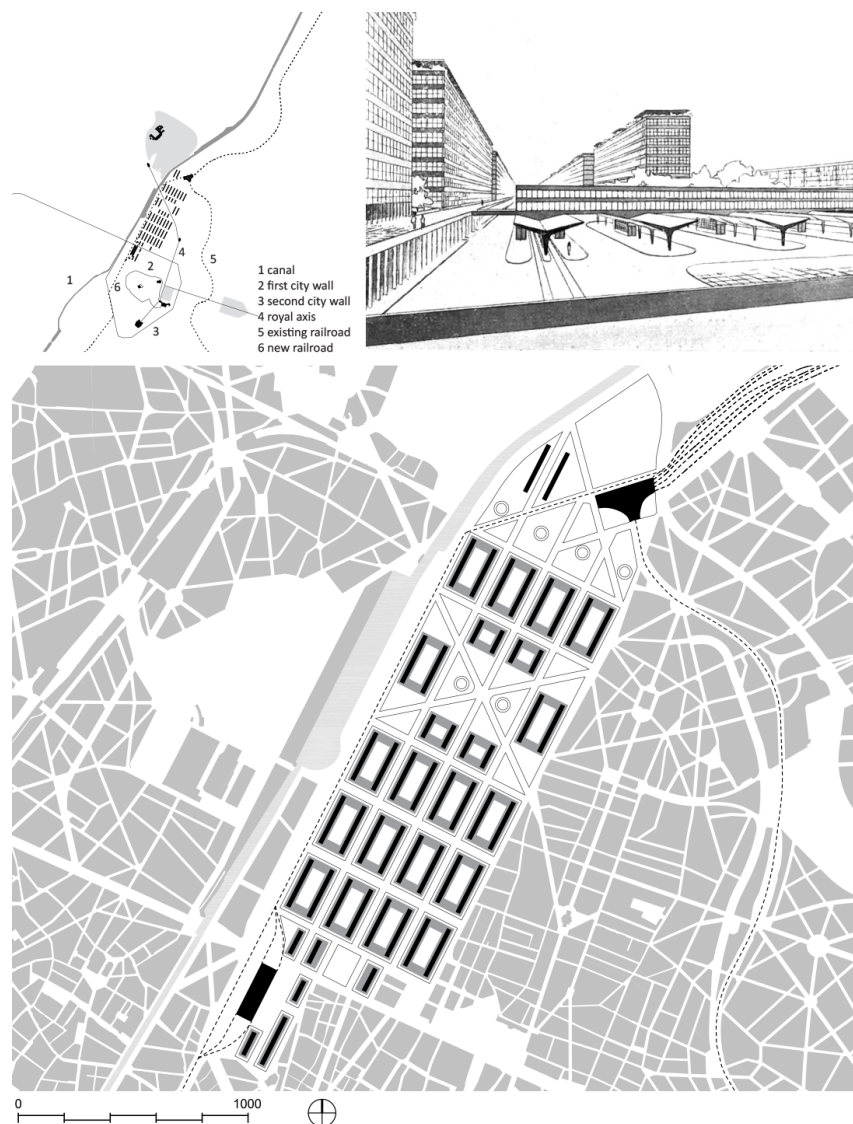 1
2
3
4
5
6
1 canal
2 first city wall
3 second city wall
4 royal axis
5 existing railroad
6 new railroad
0
1000